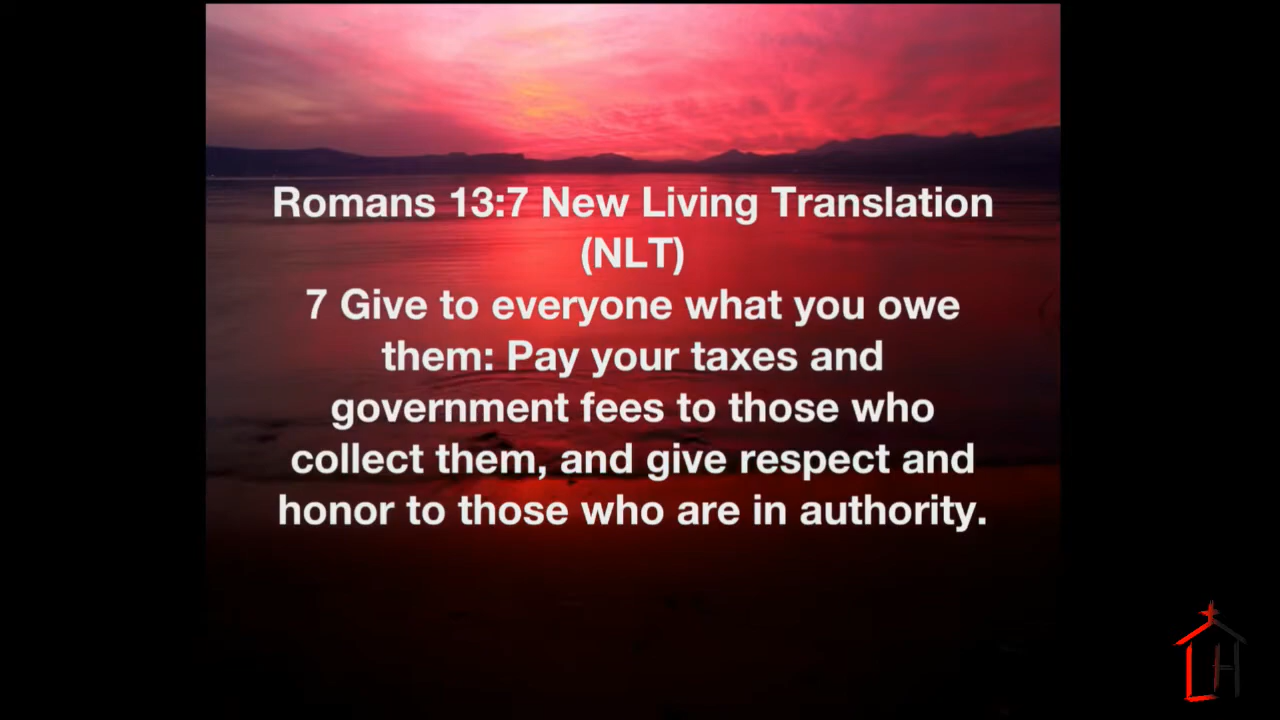 Romans 13:7 New Living Translation
(NLT)
7 Give to everyone what you owe
them: Pay your taxes and
government fees to those who
collect them, and give respect and
honor to those who are in authority.